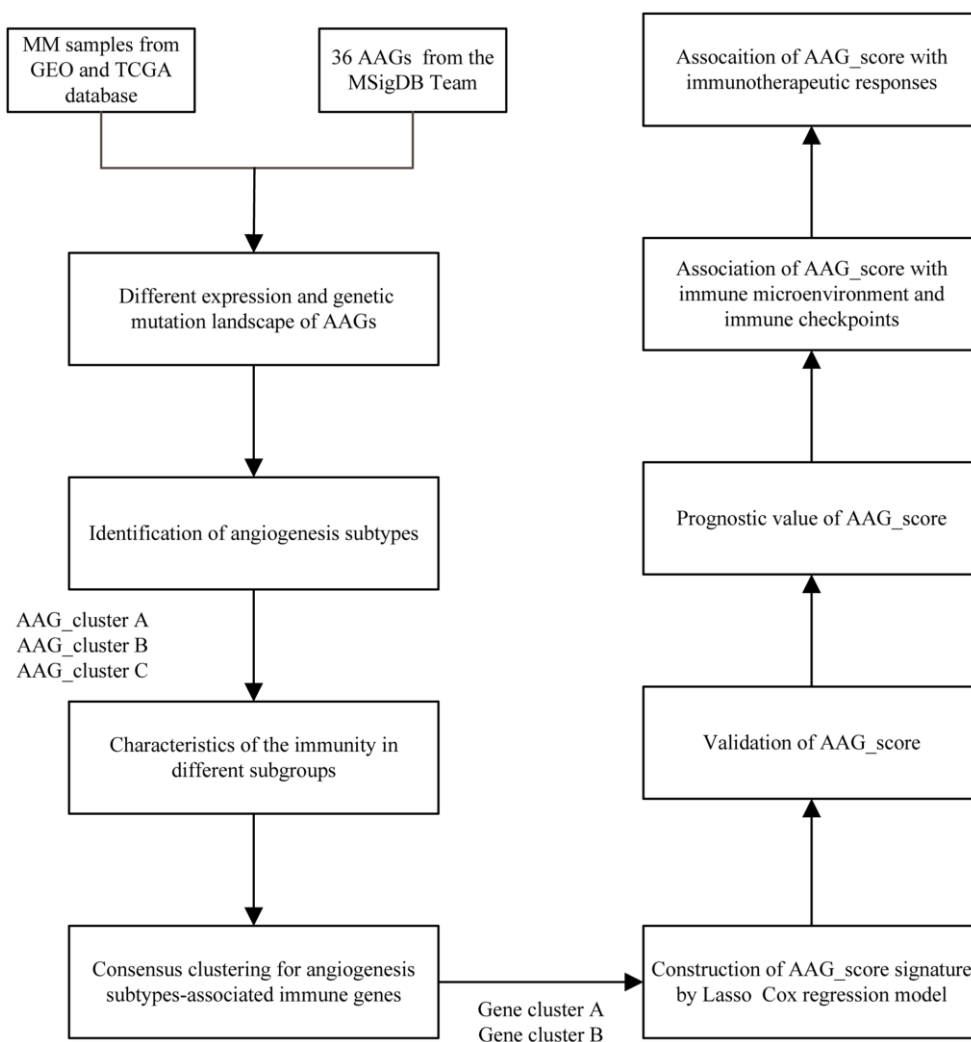 MM samples from
GEO and TCGA
database
36 AAGs from the
MSigDB Team
Different expression and genetic
mutation landscape of AAGs
Identification of angiogenesis subtypes
AAG_cluster A
AAG_cluster B
AAG_cluster C
Characteristics of the immunity in
different subgroups
Consensus clustering for angiogenesis
subtypes-associated immune genes
Gene cluster A
Gene cluster B
Construction of AAG_score signature
by Lasso Cox regression model
Validation of AAG_score
Prognostic value of AAG_score
Association of AAG_score with
immune microenvironment and
immune checkpoints
Assocaition of AAG_score with
immunotherapeutic responses